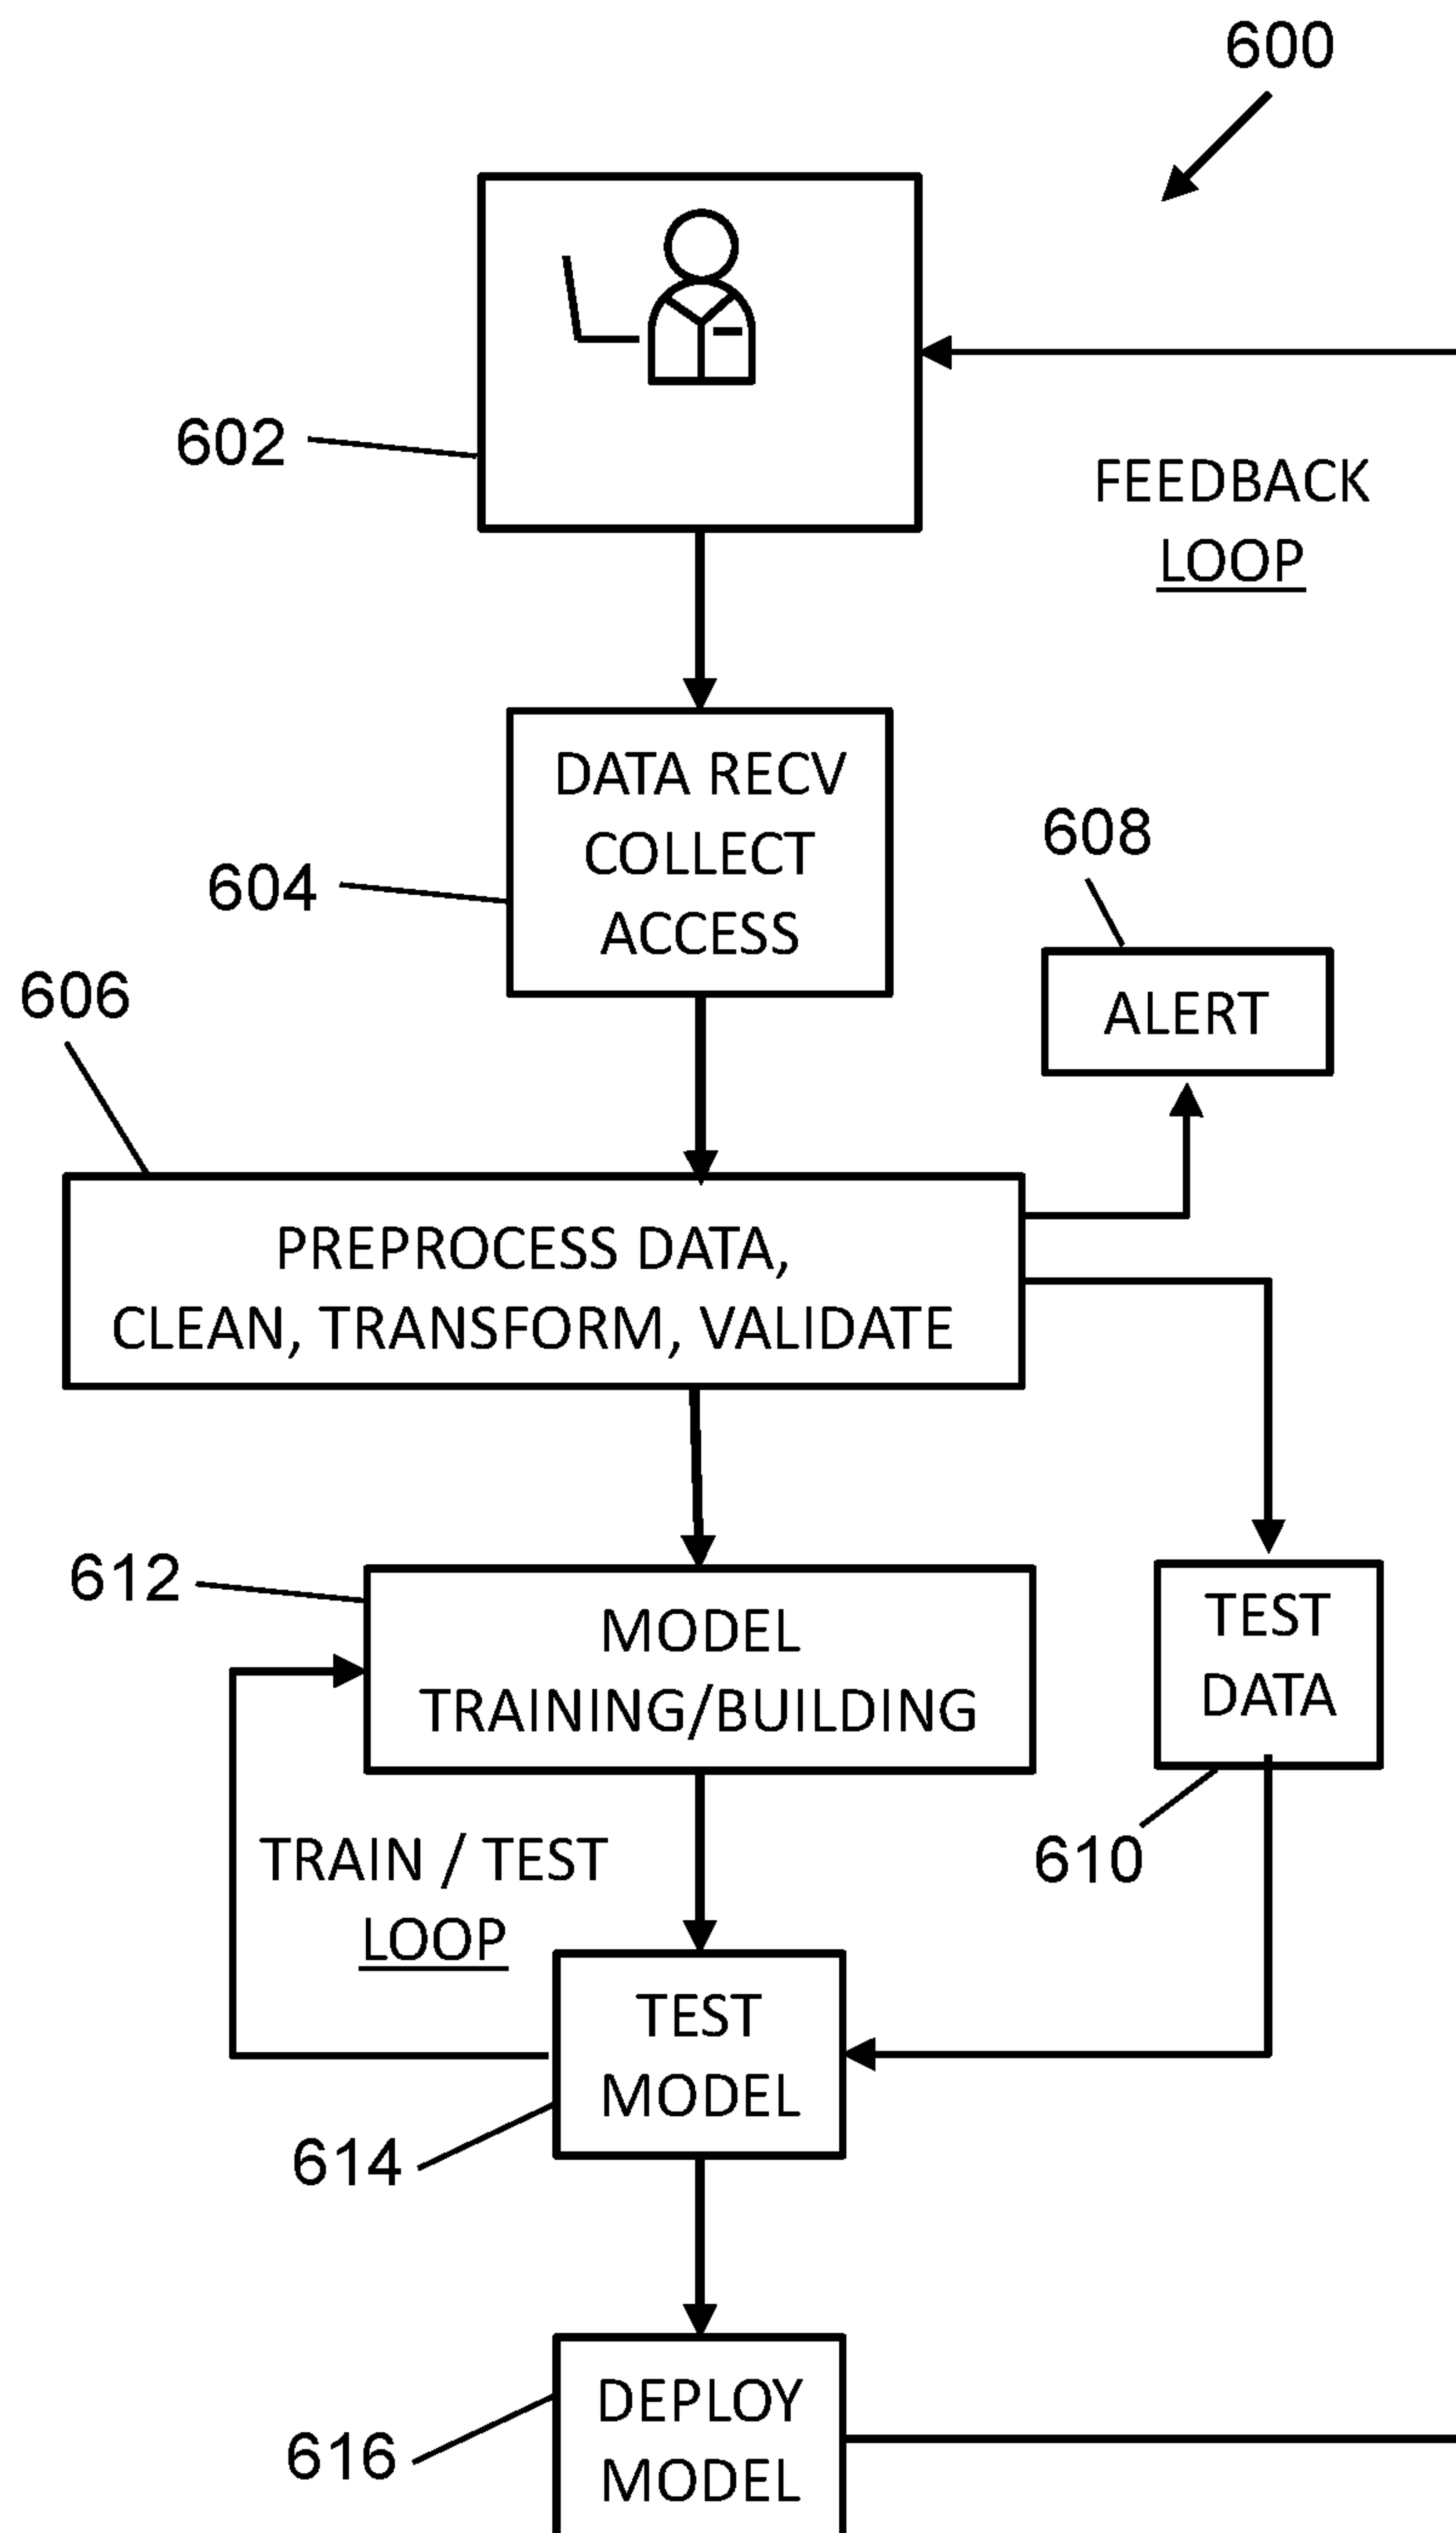 600
602
FEEDBACK
LOOP
DATA RECV
COLLECT
ACCESS
604
608
ALERT
606
PREPROCESS DATA,
CLEAN, TRANSFORM, VALIDATE
612
MODEL
TRAINING/BUILDING
TEST
DATA
610
TRAIN / TEST
LOOP
TEST
MODEL
614
DEPLOY
MODEL
616